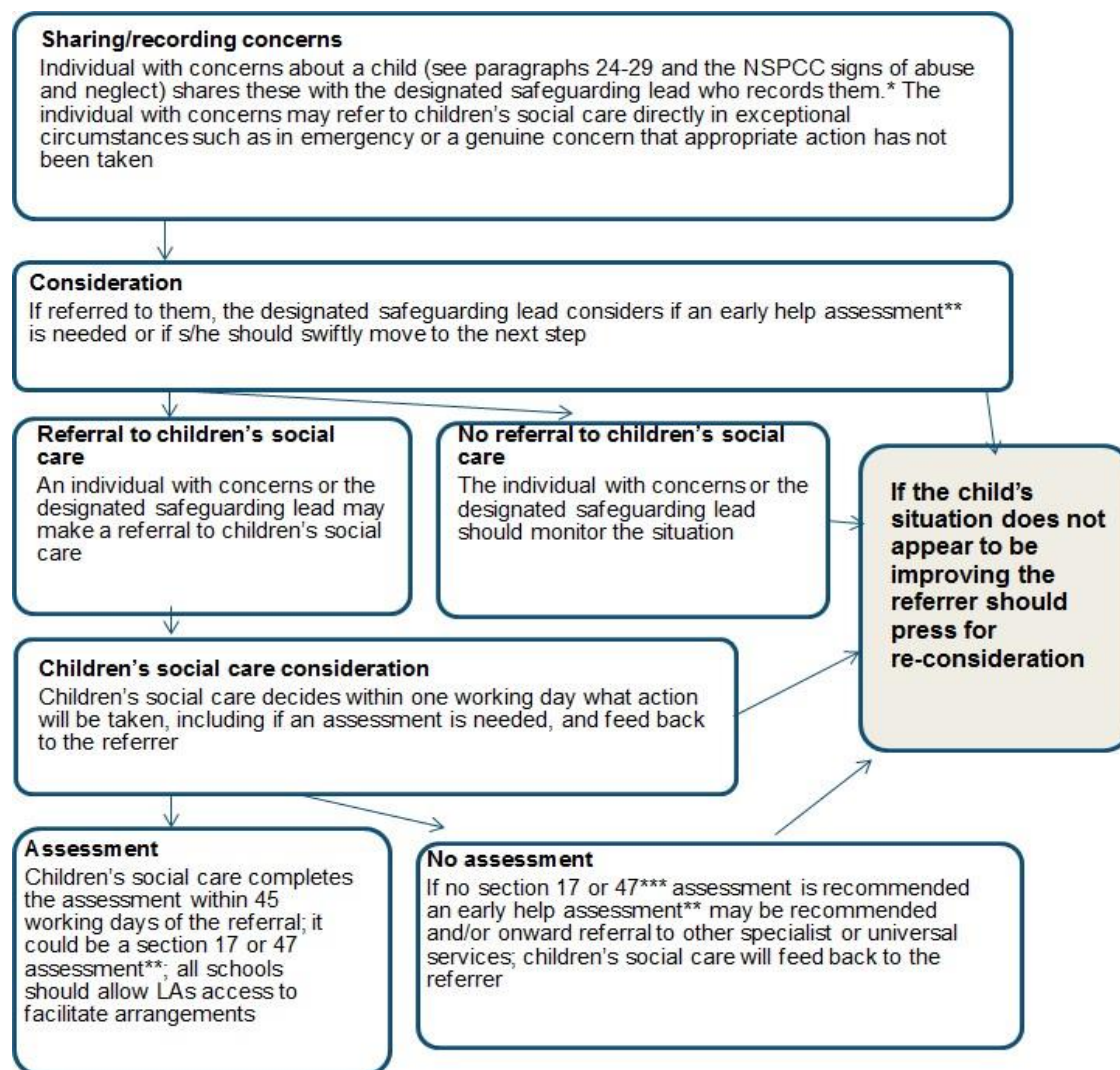 Sharing/recording concerns
Individual with concerns about a child (see paragraphs 24-29 and the NSPCC signs of abuse
and neglect) shares these with the designated safeguarding lead who records them.* The
individual with concerns may refer to children's social care directly in exceptional
circumstances such as in emergency or a genuine concern that appropriate action has not
been taken
Consideration
If referred to them, the designated safeguarding lead considers if an early help assessment**
is needed or if s/he should swiftly move to the next step
Referral to children's social
care
An individual with concerns or the
designated safeguarding lead may
make a referral to children's social
care
No referral to children's social
care
The individual with concerns or the
designated safeguarding lead
should monitor the situation
If the child's
situation does not
appear to be
improving the
referrer should
press for
re-consideration
Children's social care consideration
Children's social care decides within one working day what action
will be taken, including if an assessment is needed, and feed back
to the referrer
Assessment
Children's social care completes
the assessment within 45
working days of the referral; it
could be a section 17 or 47
assessment**; all schools
should allow LAs access to
facilitate arrangements
No assessment
If no section 17 or 47*** assessment is recommended
an early help assessment** may be recommended
and/or onward referral to other specialist or universal
services; children's social care will feed back to the
referrer